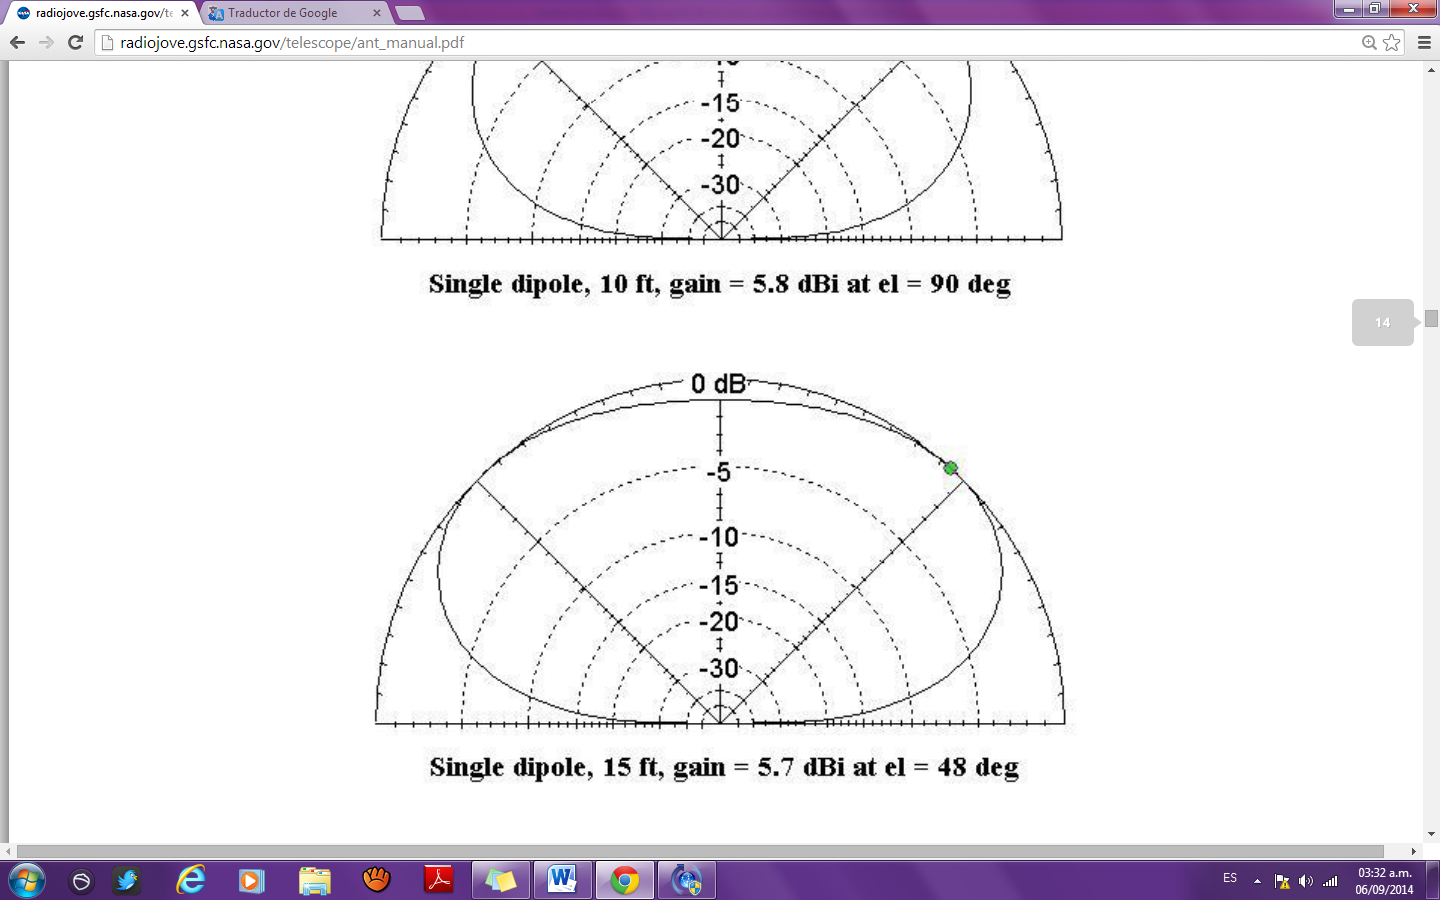 radiojove.gsfc.nasa.gov/te
Traductor de Google
radiojove.gsfc.nasa.gov/telescope/ant_manual.pdf
-15
-20
-30
Single dipole, 10 ft, gain = 5.8 dBi at el = 90 deg
14
0 dB
-5
-10
-15
-20
-30
Single dipole, 15 ft, gain = 5.7 dBi at el = 48 deg
ES
03:32 a.m.
06/09/2014